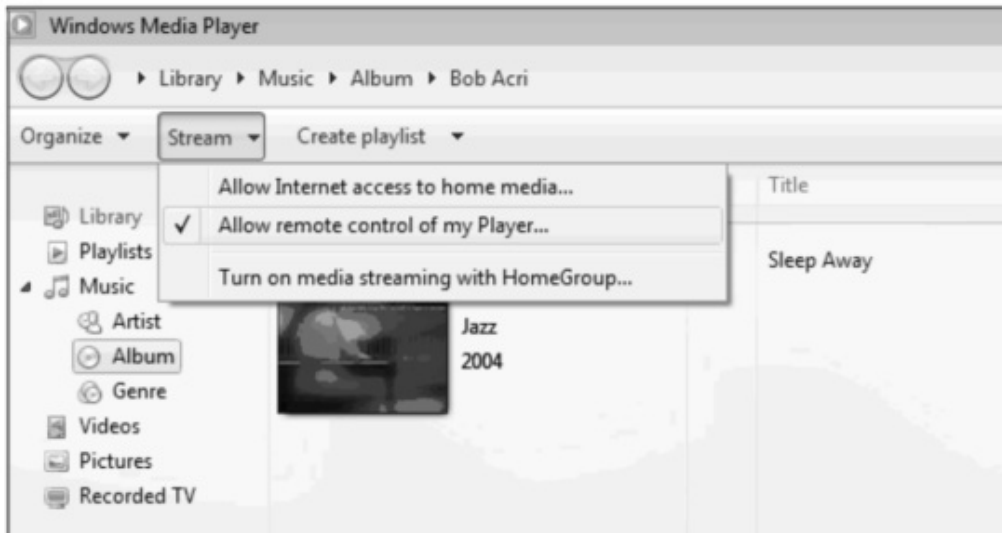 Windows Media Player
Library ▸ Music ▸ Album ▸ Bob Acri
Organize Stream Create playlist
Allow Internet access to home media...
Allow remote control of my Player...
Turn on media streaming with HomeGroup...
Title
Library
Playlists
Sleep Away
Music
Artist
Jazz
Album
2004
Genre
Videos
Pictures
Recorded TV